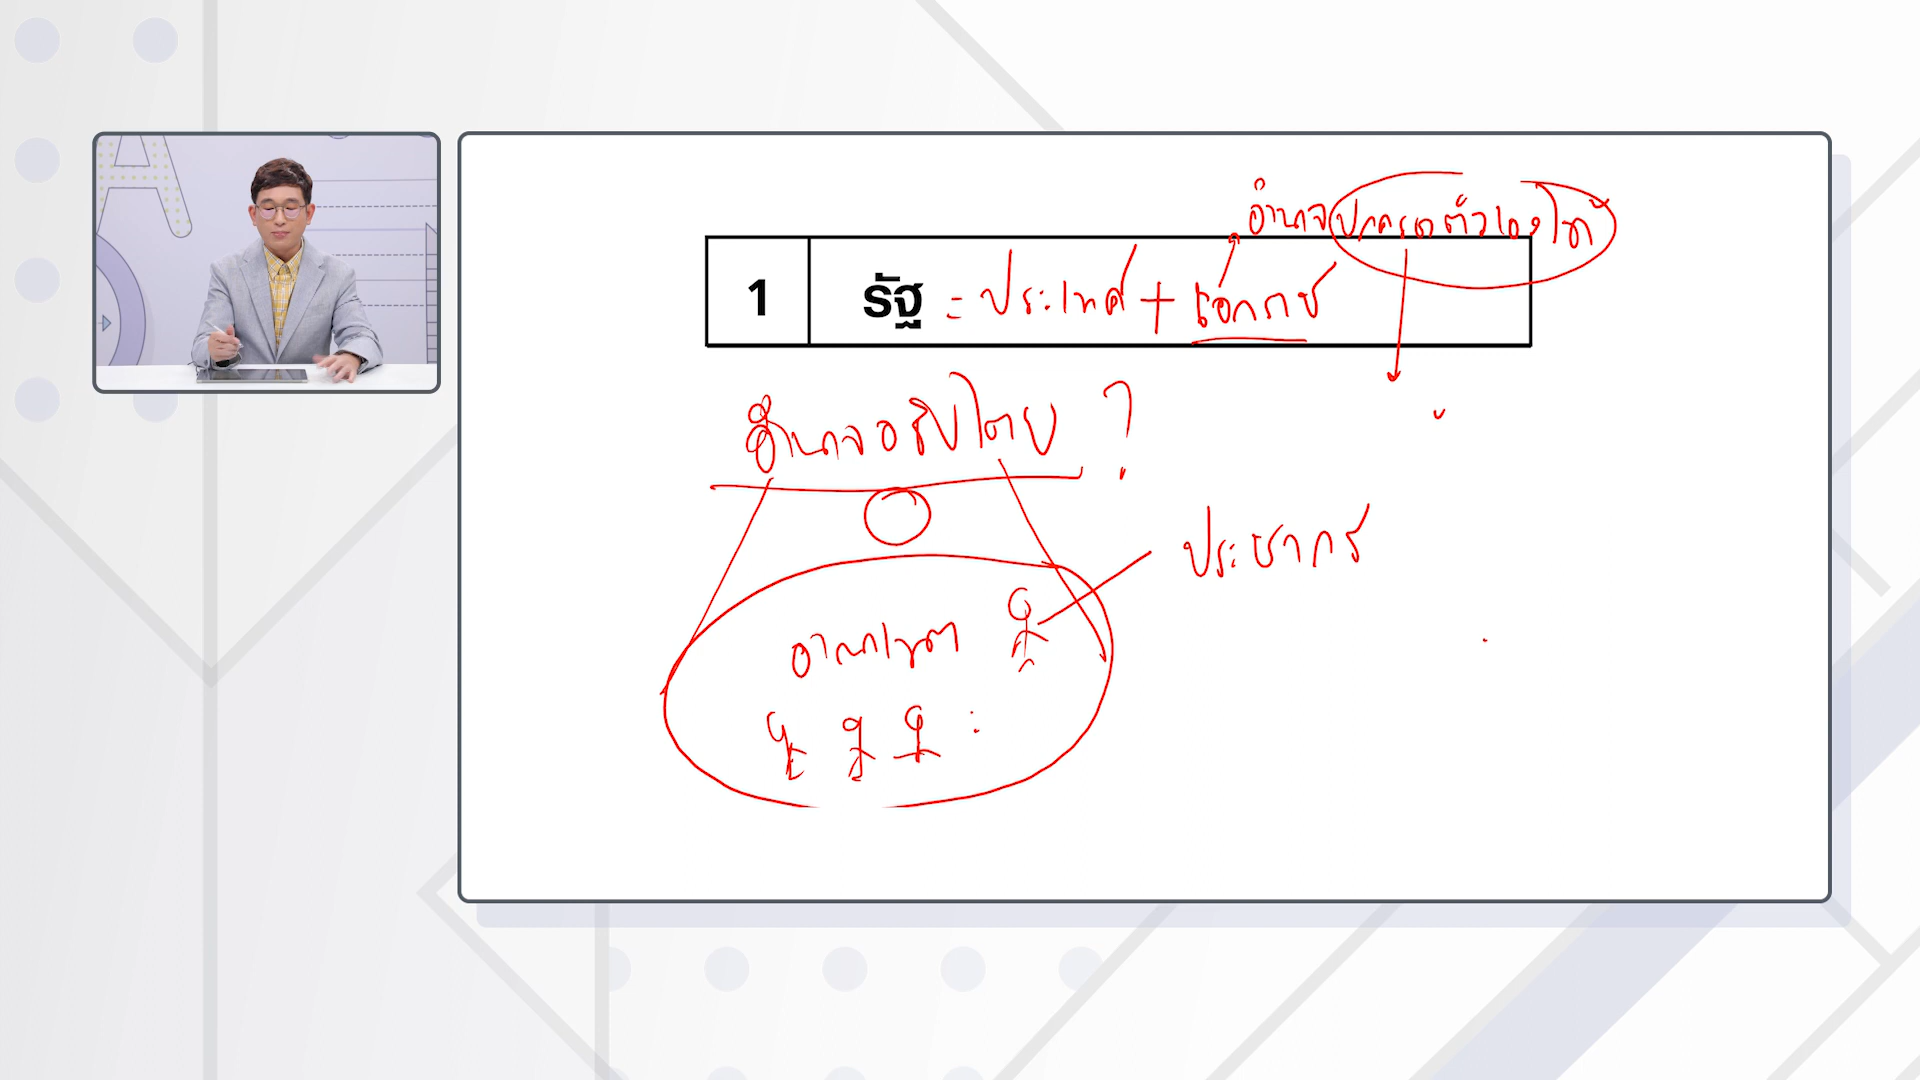 อำนาจปกครองตัวเองได้
1 รัฐ = ประเทศ + เอกราช
อำนาจอธิปไตย ?
ประชากร
อาณาเขต